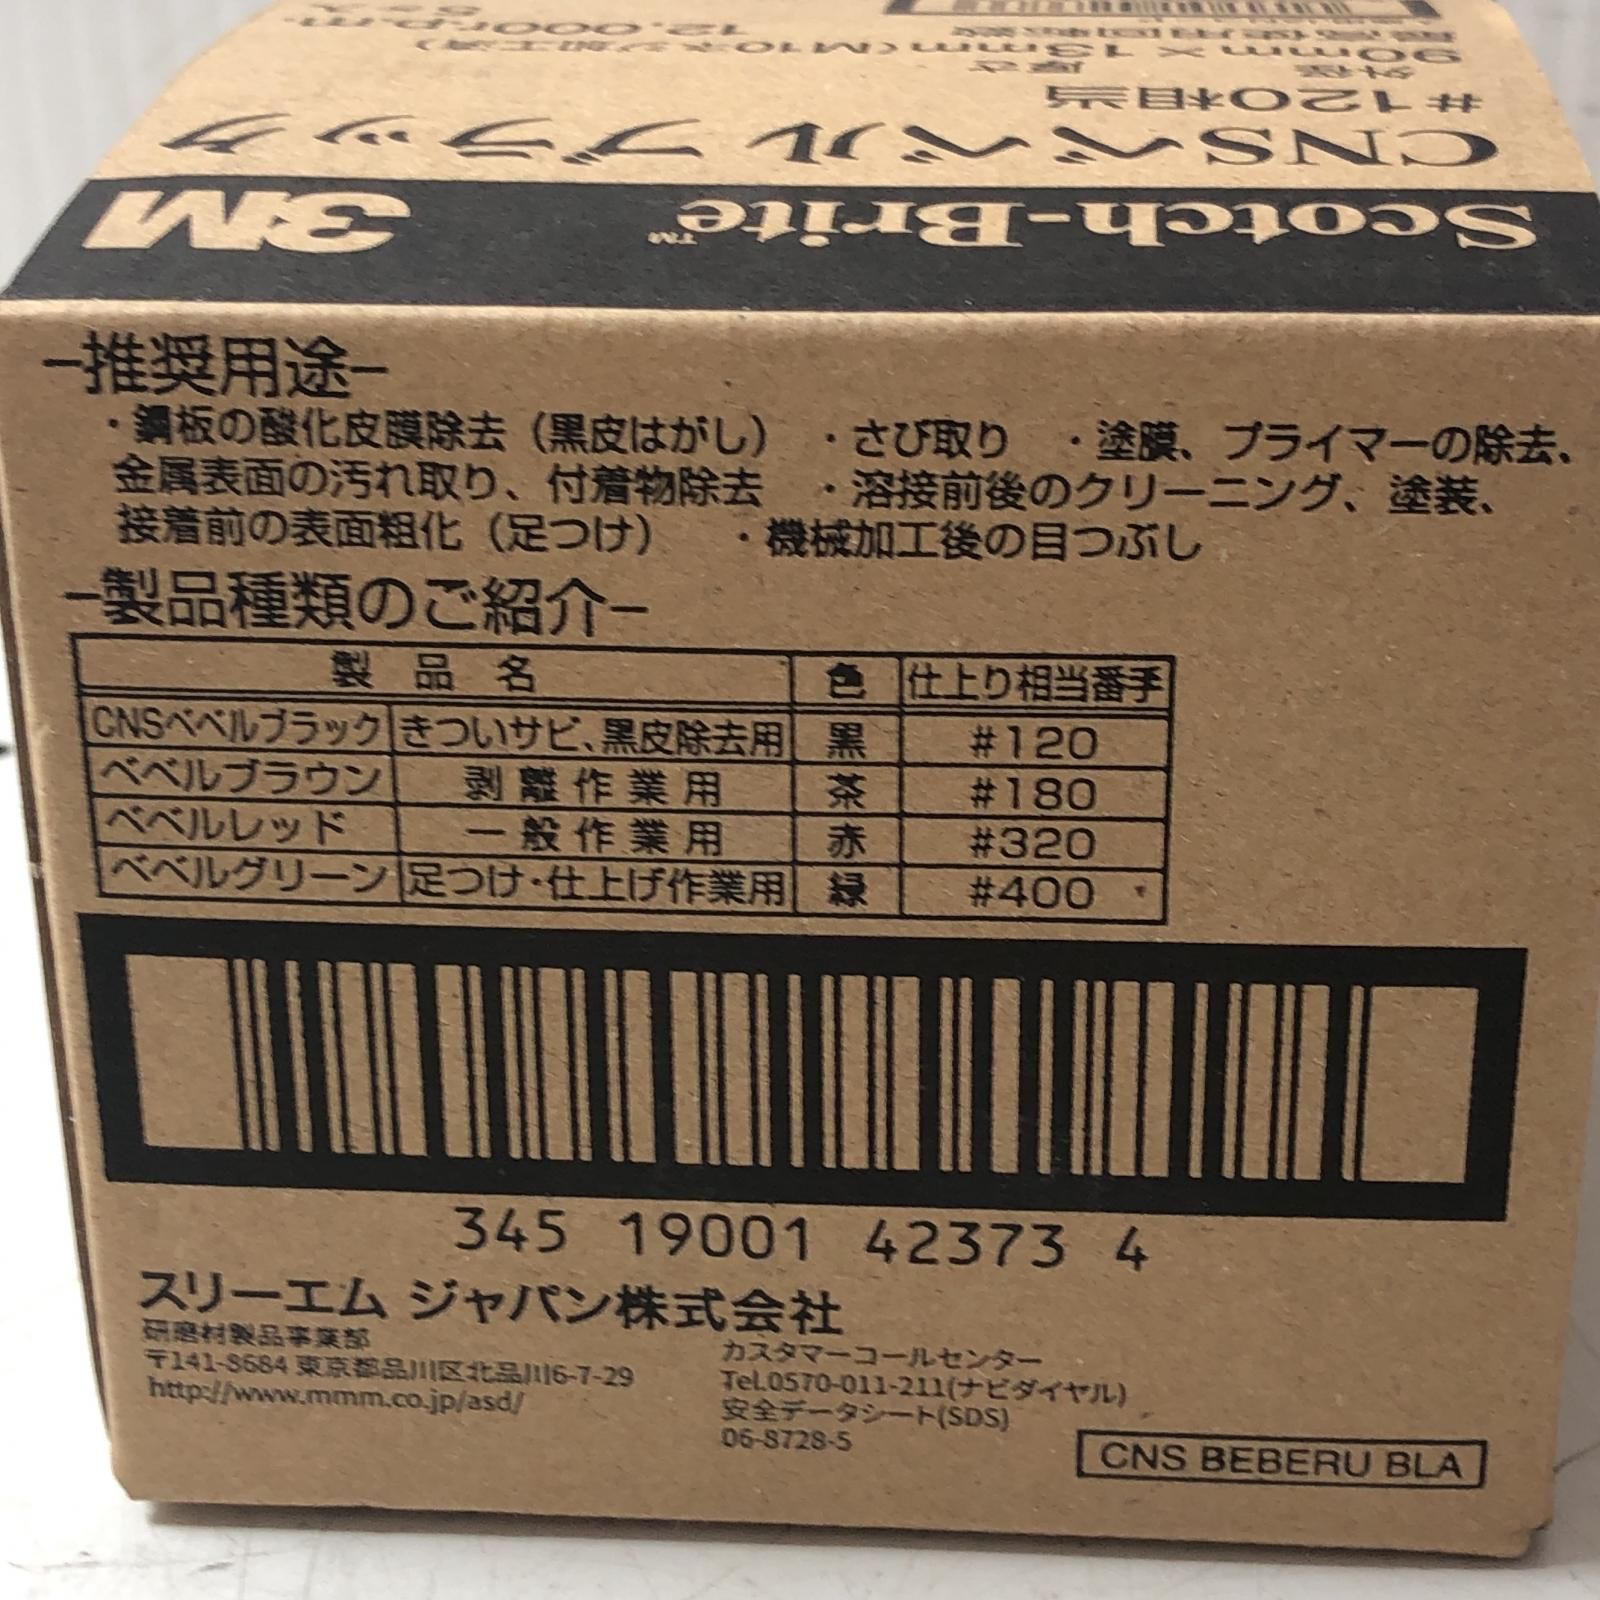 3M Scotch-Brite™
CNSベベル ブラック
#120相当
外径 厚さ
90mm×13mm(M10ネジ加工済)
最高使用回転数 12,000r.p.m.
-推奨用途-
・鋼板の酸化皮膜除去（黒皮はがし） ・さび取り ・塗膜、プライマーの除去、
金属表面の汚れ取り、付着物除去 ・溶接前後のクリーニング、塗装、
接着前の表面粗化（足つけ） ・機械加工後の目つぶし
-製品種類のご紹介-
製品名 色 仕上り相当番手
CNSベベルブラック きついサビ、黒皮除去用 黒 #120
ベベルブラウン 剥離作業用 茶 #180
ベベルレッド 一般作業用 赤 #320
ベベルグリーン 足つけ・仕上げ作業用 緑 #400
345 19001 42373 4
スリーエム ジャパン株式会社
研磨材製品事業部
〒141-8684 東京都品川区北品川6-7-29
http://www.mmm.co.jp/asd/
カスタマーコールセンター
Tel.0570-011-211(ナビダイヤル)
安全データシート(SDS)
06-8728-5
CNS BEBERU BLA